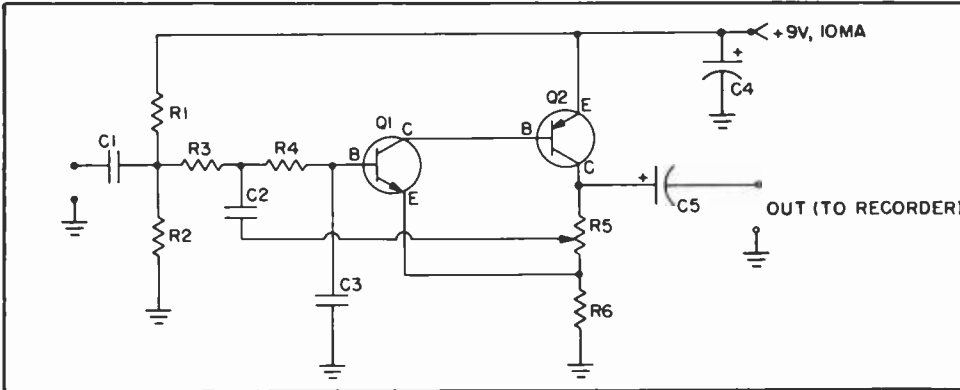 +9V, 10MA
+
C4
Q2
E
B
C
R1
Q1
C
C1
R3
R4
B
E
C2
+
C5
OUT (TO RECORDER)
R2
R5
C3
R6